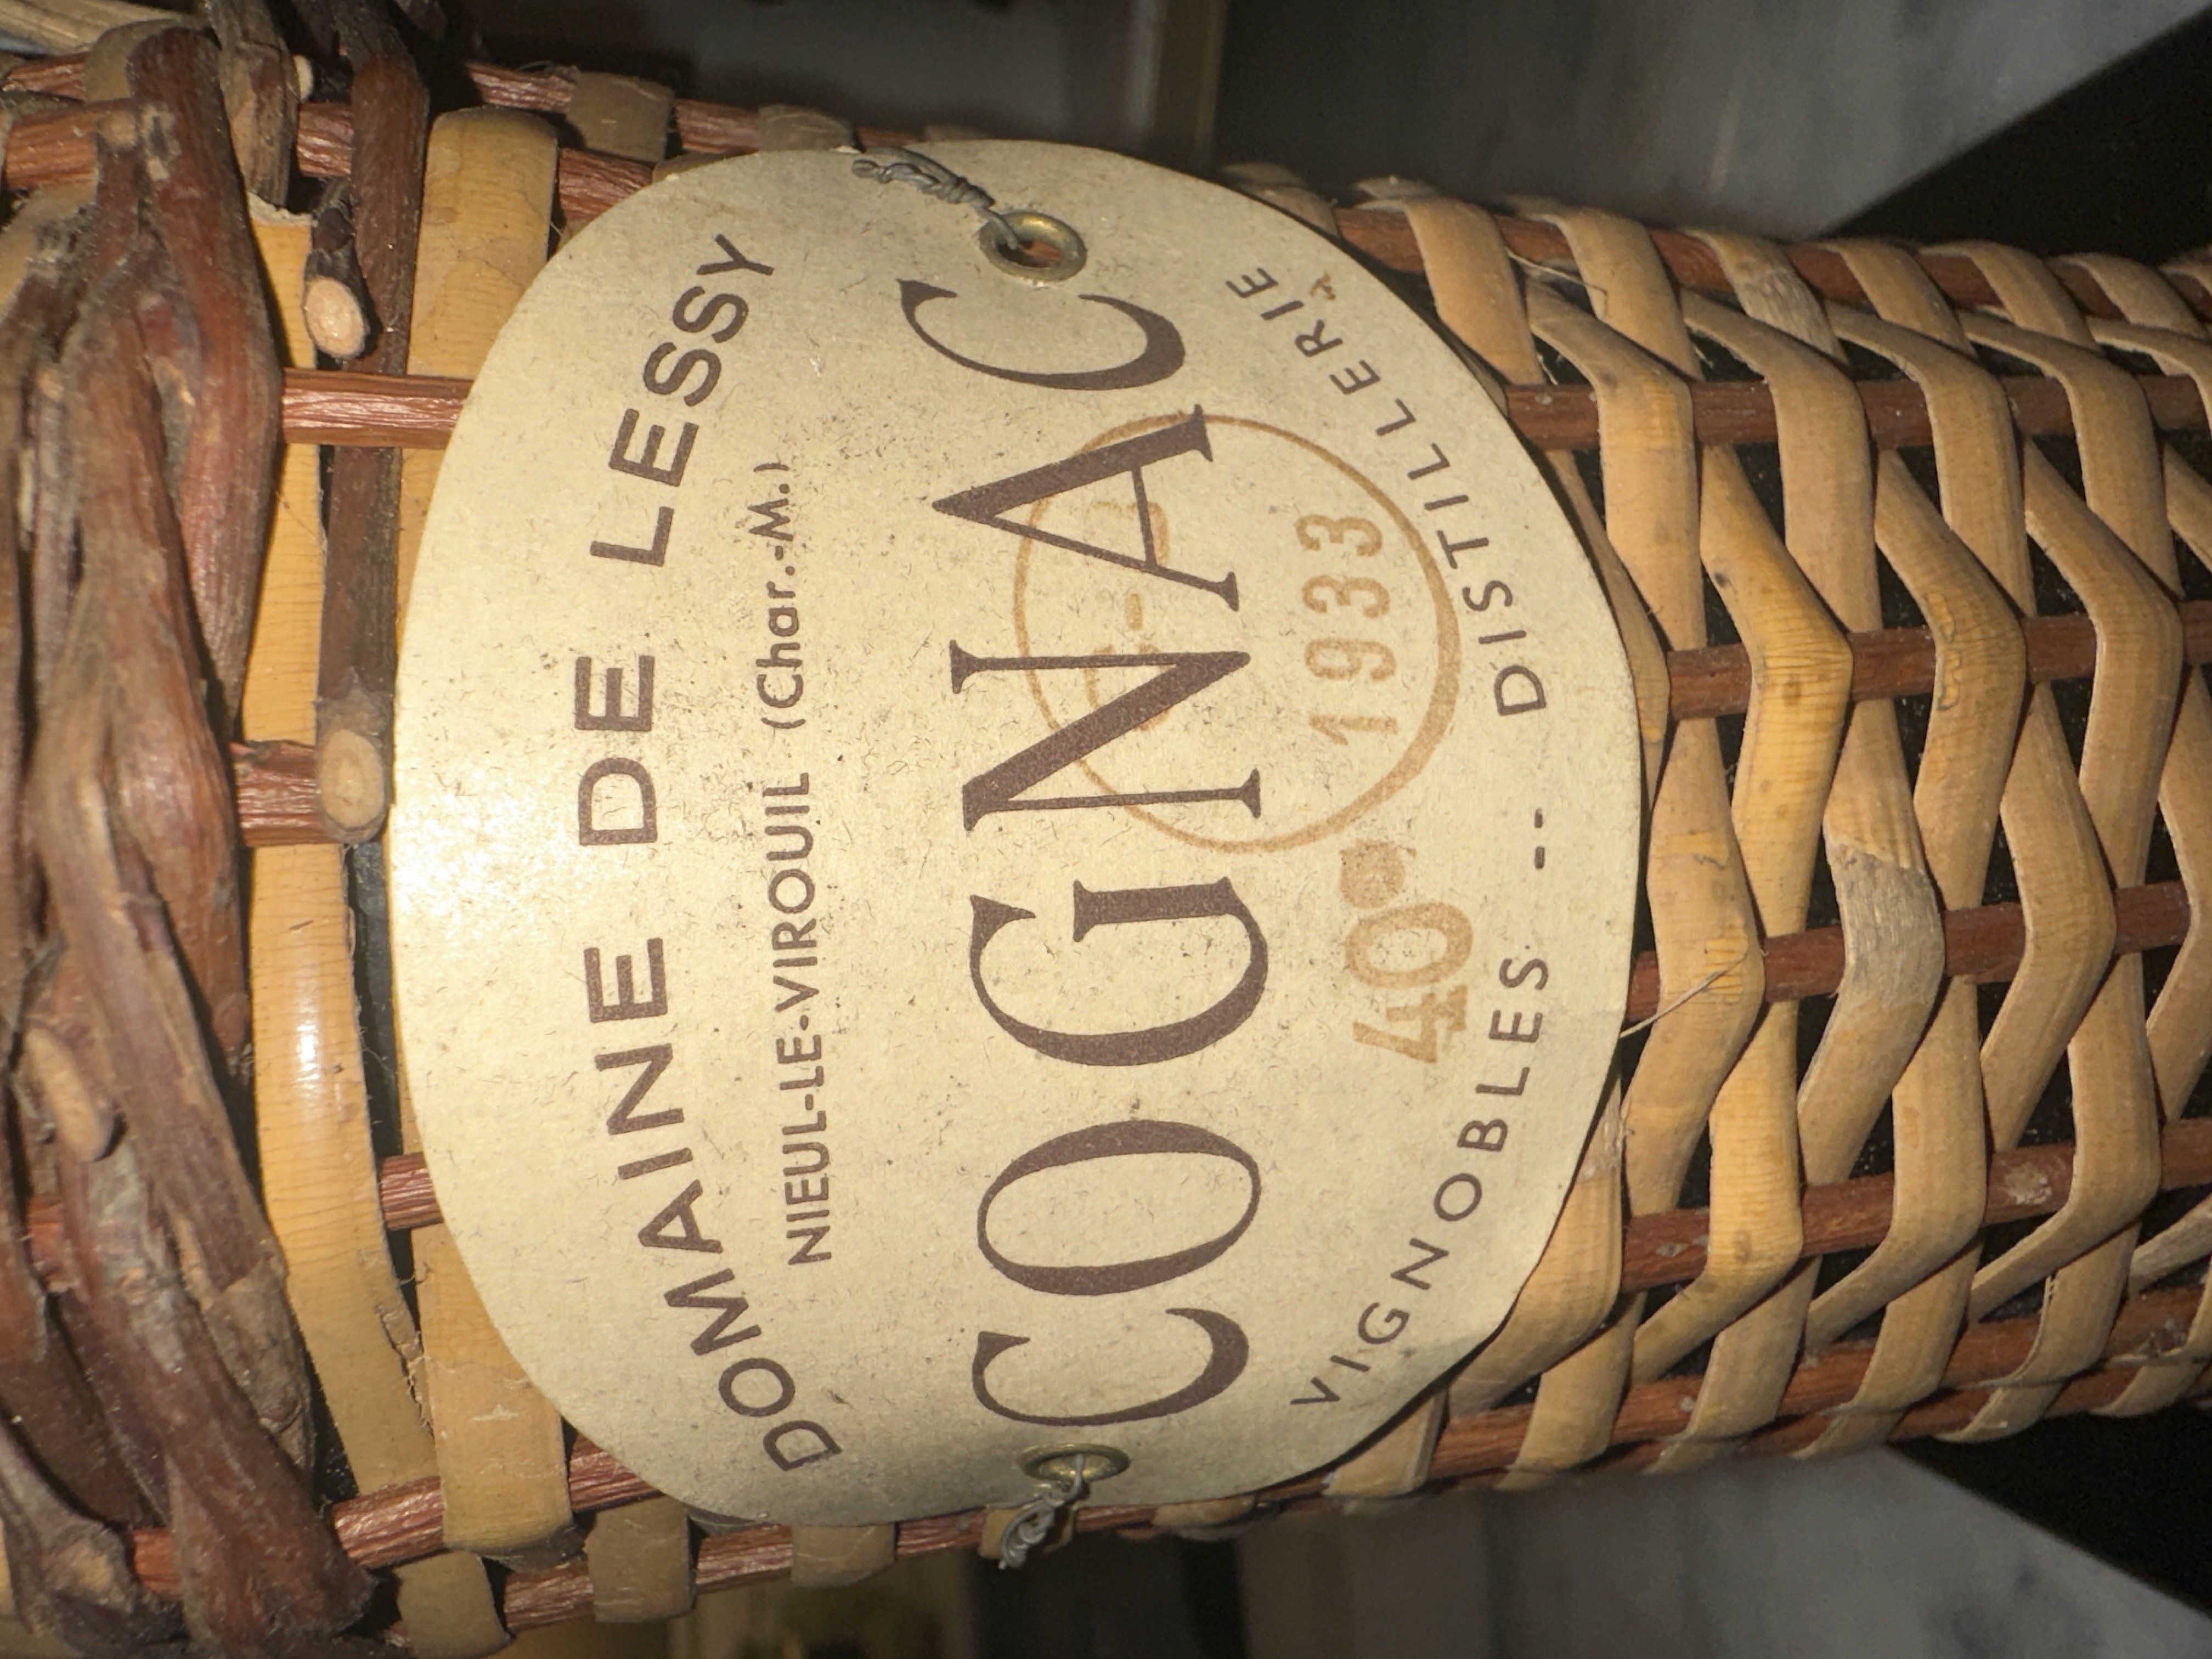 DOMAINE DE LESSY
NIEUL-LE-VIROUIL (Char.-M.)
COGNAC
1933
40°
VIGNOBLES -- DISTILLERIE